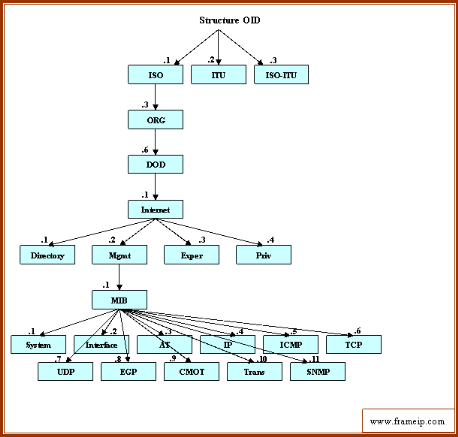 Structure OID
.1 .2 .3
ISO ITU ISO-ITU
.3
ORG
.6
DOD
.1
Internet
.1 .2 .3 .4
Directory Mgmt Exper Priv
.1
MIB
.1 .2 .3 .4 .5 .6
System Interface AT IP ICMP TCP
.7 .8 .9 .10 .11
UDP EGP CMOT Trans SNMP
www.frameip.com